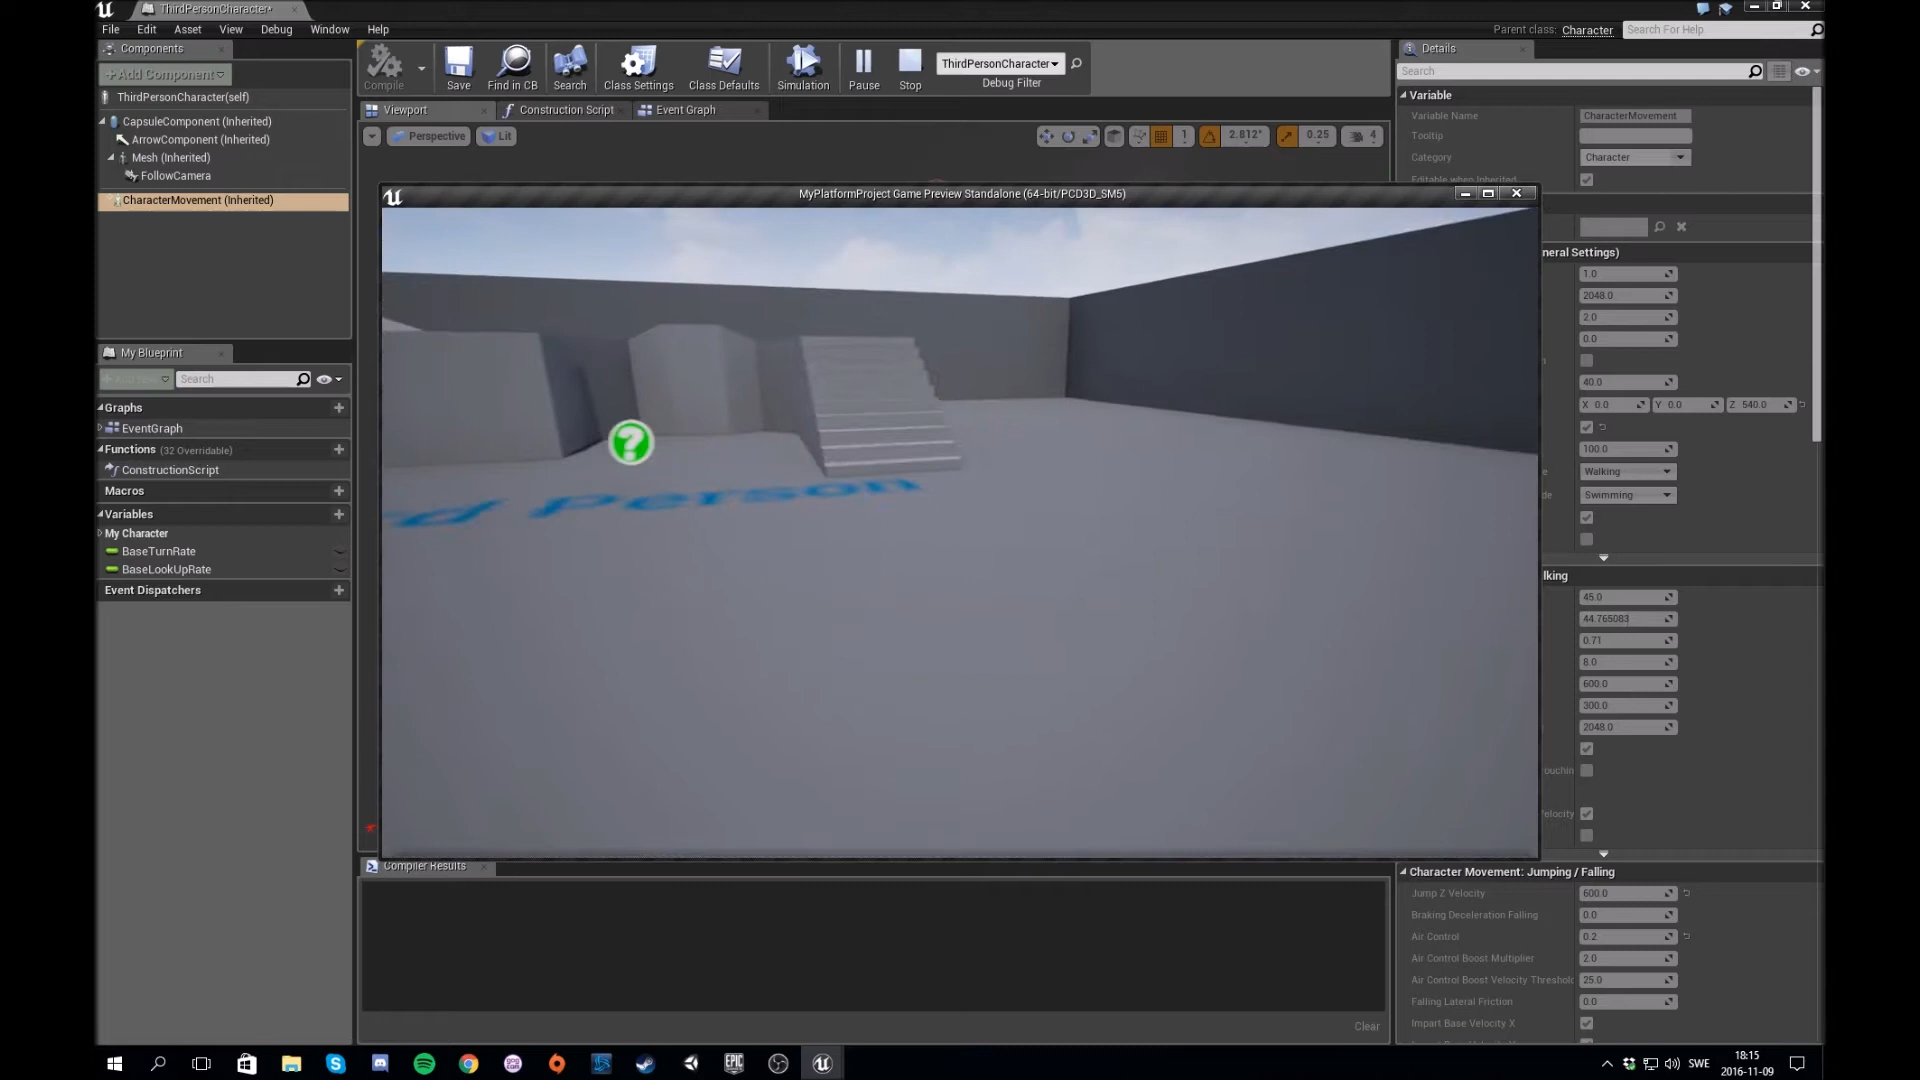 ThirdPersonCharacter*
File Edit Asset View Debug Window Help
Parent class: Character
Search For Help
Components
+Add Component
ThirdPersonCharacter(self)
CapsuleComponent (Inherited)
ArrowComponent (Inherited)
Mesh (Inherited)
FollowCamera
CharacterMovement (Inherited)
Compile Save Find in CB Search Class Settings Class Defaults Simulation Pause Stop
ThirdPersonCharacter
Debug Filter
Viewport Construction Script Event Graph
Perspective Lit
1 2.812° 0.25 4
MyPlatformProject Game Preview Standalone (64-bit/PCD3D_SM5)
d Person
My Blueprint
Search
Graphs
EventGraph
Functions (32 Overridable)
ConstructionScript
Macros
Variables
My Character
BaseTurnRate
BaseLookUpRate
Event Dispatchers
Compiler Results
Clear
Details
Search
Variable
Variable Name CharacterMovement
Tooltip
Category Character
Editable when Inherited
neral Settings)
1.0
2048.0
2.0
0.0
40.0
X 0.0 Y 0.0 Z 540.0
100.0
Walking
Swimming
lking
45.0
44.765083
0.71
8.0
600.0
300.0
2048.0
ouchin
elocity
Character Movement: Jumping / Falling
Jump Z Velocity 600.0
Braking Deceleration Falling 0.0
Air Control 0.2
Air Control Boost Multiplier 2.0
Air Control Boost Velocity Threshold 25.0
Falling Lateral Friction 0.0
Impart Base Velocity X
EPIC
SWE
18:15
2016-11-09